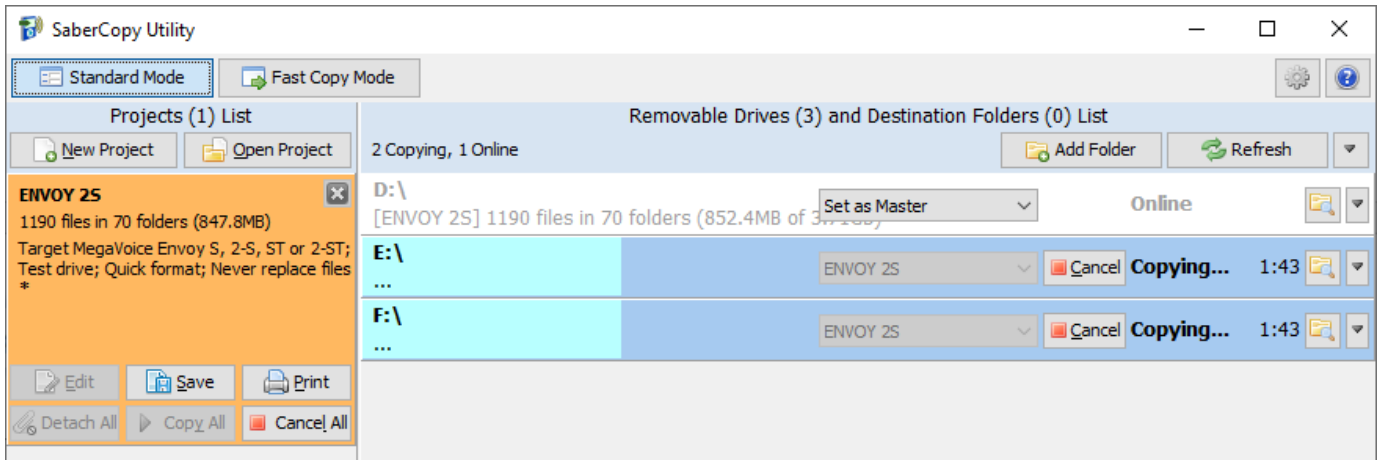 SaberCopy Utility
Standard Mode
Fast Copy Mode
Projects (1) List
Removable Drives (3) and Destination Folders (0) List
New Project
Open Project
2 Copying, 1 Online
Add Folder
Refresh
ENVOY 2S
1190 files in 70 folders (847.8MB)
Target MegaVoice Envoy S, 2-S, ST or 2-ST;
Test drive; Quick format; Never replace files
*
Edit
Save
Print
Detach All
Copy All
Cancel All
D:\
[ENVOY 2S] 1190 files in 70 folders (852.4MB of 3.71GB)
Set as Master
Online
E:\
...
ENVOY 2S
Cancel
Copying... 1:43
F:\
...
ENVOY 2S
Cancel
Copying... 1:43